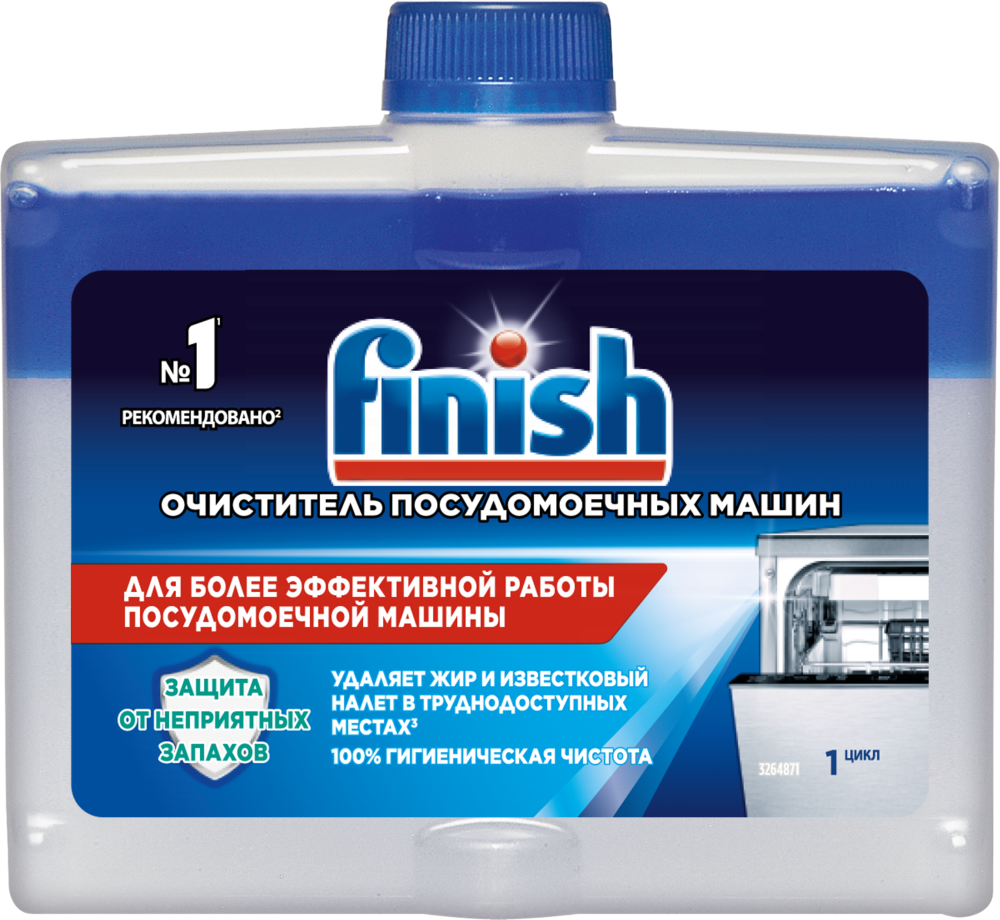 №1¹
РЕКОМЕНДОВАНО²
finish
ОЧИСТИТЕЛЬ ПОСУДОМОЕЧНЫХ МАШИН
ДЛЯ БОЛЕЕ ЭФФЕКТИВНОЙ РАБОТЫ
ПОСУДОМОЕЧНОЙ МАШИНЫ
ЗАЩИТА
ОТ НЕПРИЯТНЫХ
ЗАПАХОВ
УДАЛЯЕТ ЖИР И ИЗВЕСТКОВЫЙ
НАЛЕТ В ТРУДНОДОСТУПНЫХ
МЕСТАХ³
100% ГИГИЕНИЧЕСКАЯ ЧИСТОТА
3264871
1 ЦИКЛ